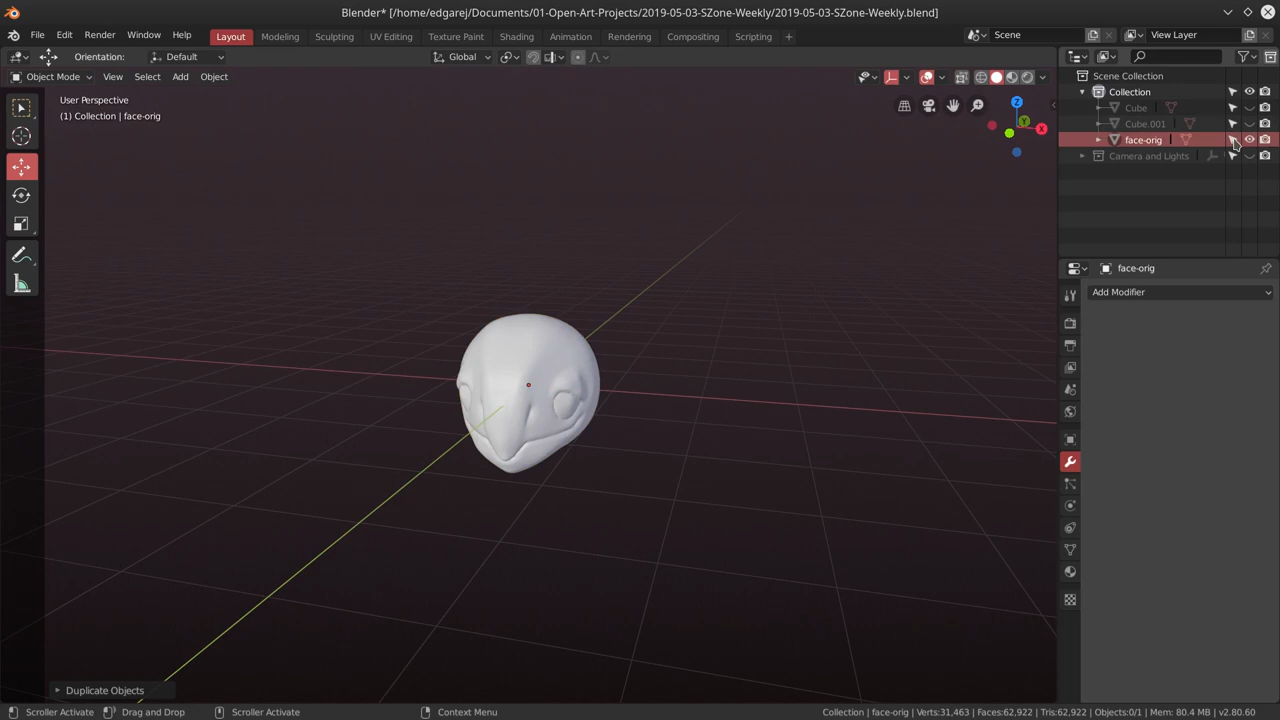 Blender* [/home/edgarej/Documents/01-Open-Art-Projects/2019-05-03-SZone-Weekly/2019-05-03-SZone-Weekly.blend]
File Edit Render Window Help Layout Modeling Sculpting UV Editing Texture Paint Shading Animation Rendering Compositing Scripting + Scene View Layer
Orientation: Default Global
Object Mode View Select Add Object
User Perspective
(1) Collection | face-orig
Z
Y
X
Scene Collection
Collection
Cube
Cube.001
face-orig
Camera and Lights
face-orig
Add Modifier
Duplicate Objects
Scroller Activate Drag and Drop Scroller Activate Context Menu Collection | face-orig | Verts:31,463 | Faces:62,922 | Tris:62,922 | Objects:0/1 | Mem: 80.4 MB | v2.80.60